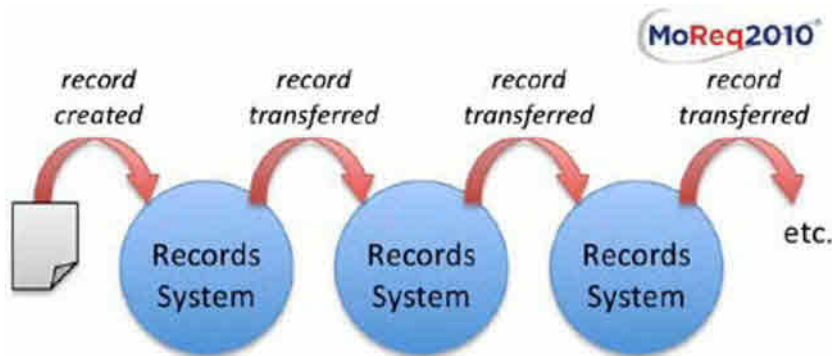 MoReq2010®
record
created
record
transferred
record
transferred
record
transferred
Records
System
Records
System
Records
System
etc.